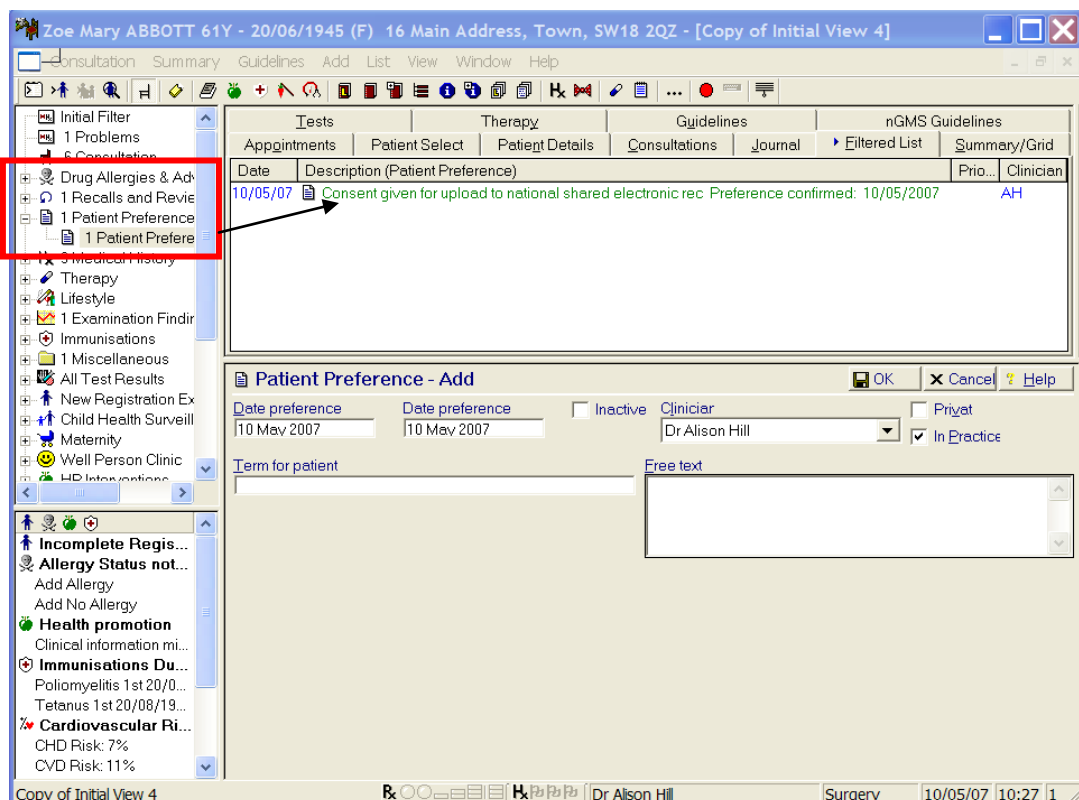 Zoe Mary ABBOTT 61Y - 20/06/1945 (F) 16 Main Address, Town, SW18 2QZ - [Copy of Initial View 4]
Consultation Summary Guidelines Add List View Window Help
Initial Filter
1 Problems
6 Consultation
Drug Allergies & Adv
1 Recalls and Revie
1 Patient Preference
1 Patient Prefere
Medical History
Therapy
Lifestyle
1 Examination Findin
Immunisations
1 Miscellaneous
All Test Results
New Registration Ex
Child Health Surveill
Maternity
Well Person Clinic
HP Interventions
Tests Therapy Guidelines nGMS Guidelines
Appointments Patient Select Patient Details Consultations Journal Filtered List Summary/Grid
Date Description (Patient Preference) Prio... Clinician
10/05/07 Consent given for upload to national shared electronic rec Preference confirmed: 10/05/2007 AH
Patient Preference - Add OK Cancel Help
Date preference Date preference Inactive Cliniciar Privat
10 May 2007 10 May 2007 Dr Alison Hill In Practice
Term for patient Free text
Incomplete Regis...
Allergy Status not...
Add Allergy
Add No Allergy
Health promotion
Clinical information mi...
Immunisations Du...
Poliomyelitis 1st 20/0...
Tetanus 1st 20/08/19...
Cardiovascular Ri...
CHD Risk: 7%
CVD Risk: 11%
Copy of Initial View 4 Dr Alison Hill Surgery 10/05/07 10:27 1